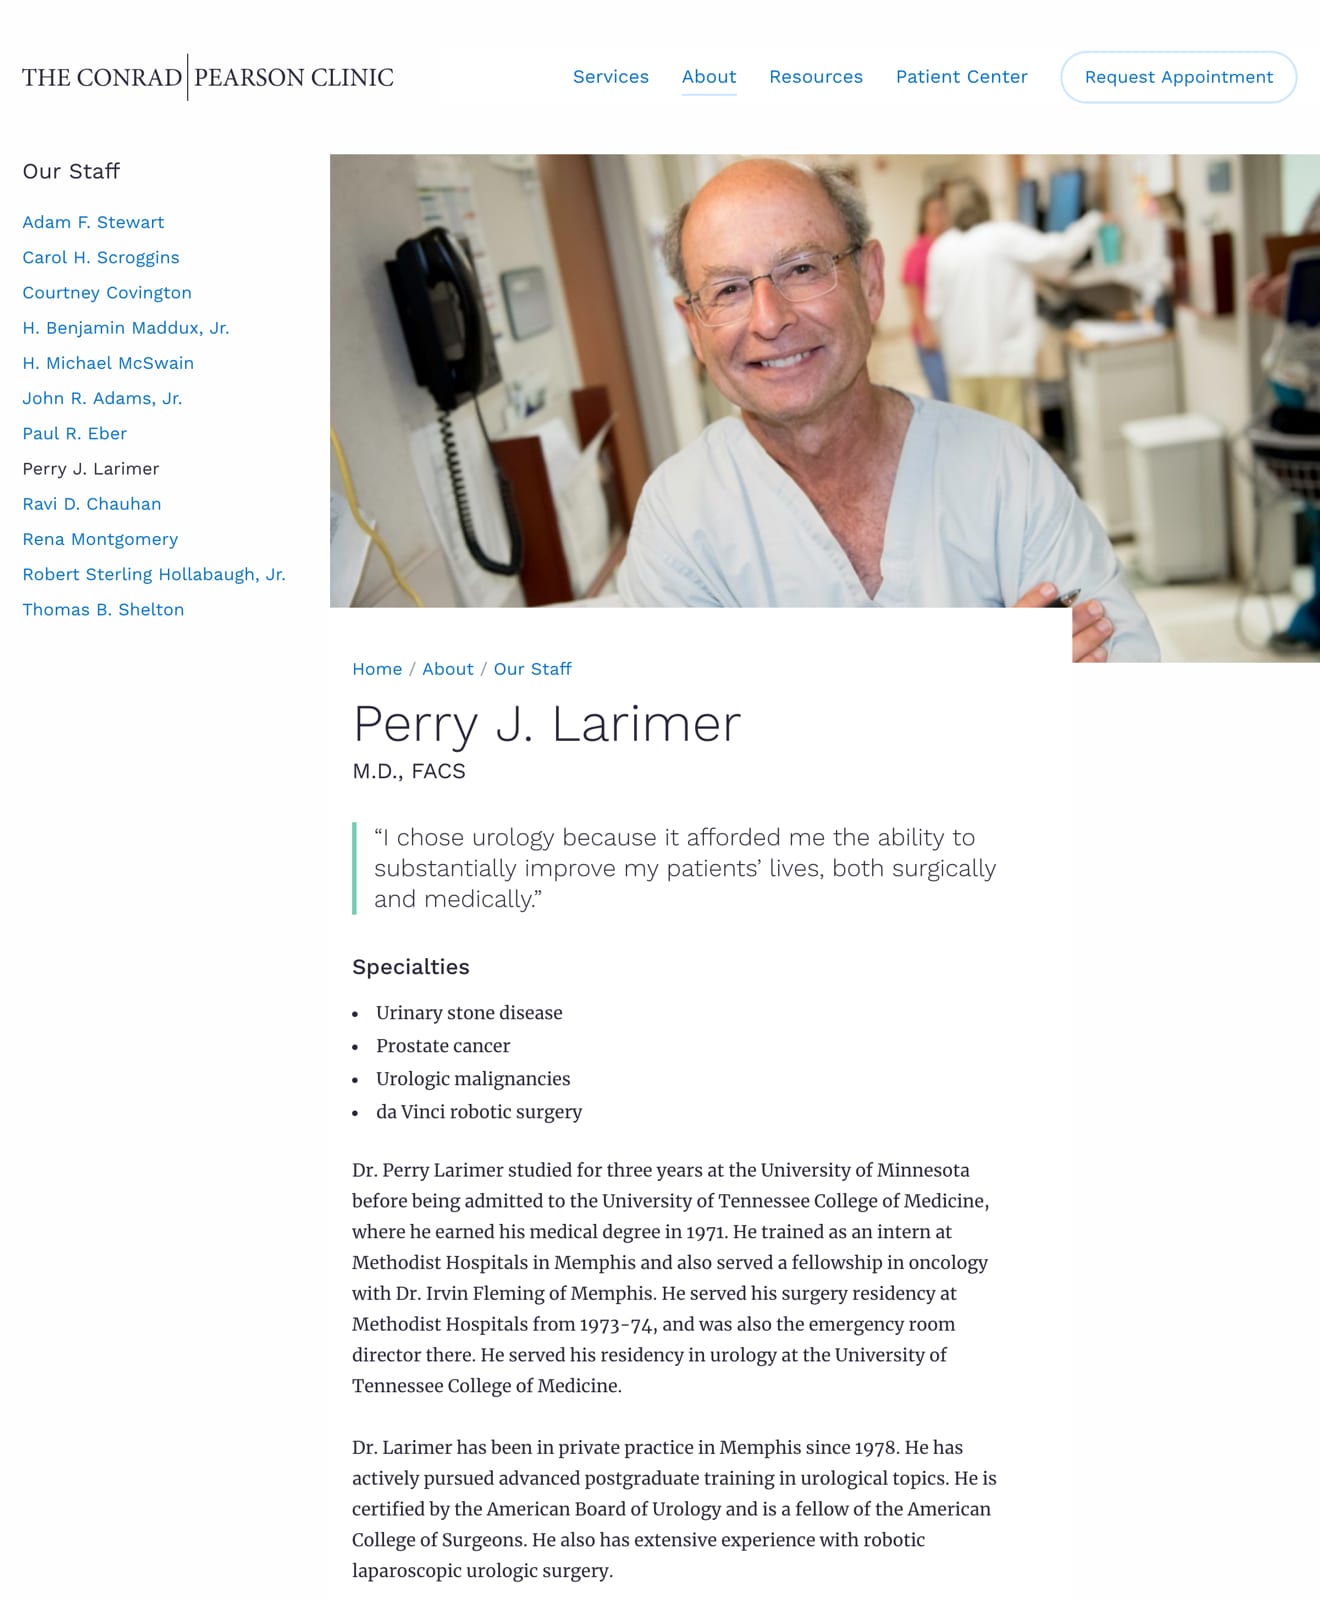 THE CONRAD PEARSON CLINIC
Services About Resources Patient Center Request Appointment
Our Staff
Adam F. Stewart
Carol H. Scroggins
Courtney Covington
H. Benjamin Maddux, Jr.
H. Michael McSwain
John R. Adams, Jr.
Paul R. Eber
Perry J. Larimer
Ravi D. Chauhan
Rena Montgomery
Robert Sterling Hollabaugh, Jr.
Thomas B. Shelton
Home / About / Our Staff
Perry J. Larimer
M.D., FACS
“I chose urology because it afforded me the ability to
substantially improve my patients’ lives, both surgically
and medically.”
Specialties
• Urinary stone disease
• Prostate cancer
• Urologic malignancies
• da Vinci robotic surgery
Dr. Perry Larimer studied for three years at the University of Minnesota
before being admitted to the University of Tennessee College of Medicine,
where he earned his medical degree in 1971. He trained as an intern at
Methodist Hospitals in Memphis and also served a fellowship in oncology
with Dr. Irvin Fleming of Memphis. He served his surgery residency at
Methodist Hospitals from 1973-74, and was also the emergency room
director there. He served his residency in urology at the University of
Tennessee College of Medicine.
Dr. Larimer has been in private practice in Memphis since 1978. He has
actively pursued advanced postgraduate training in urological topics. He is
certified by the American Board of Urology and is a fellow of the American
College of Surgeons. He also has extensive experience with robotic
laparoscopic urologic surgery.